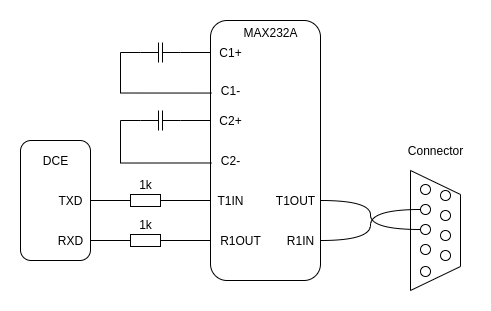 MAX232A
C1+
C1-
C2+
C2-
Connector
DCE
1k
TXD
T1IN
T1OUT
1k
RXD
R1OUT
R1IN